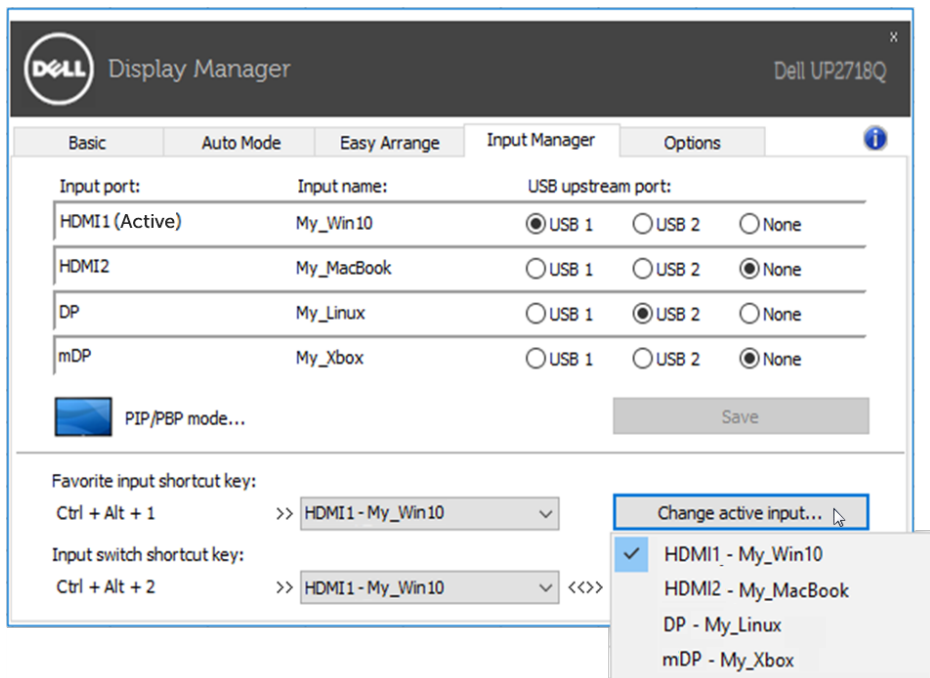 DELL Display Manager
x
Dell UP2718Q
Basic Auto Mode Easy Arrange Input Manager Options i
Input port: Input name: USB upstream port:
HDMI1 (Active) My_Win10 USB 1 USB 2 None
HDMI2 My_MacBook USB 1 USB 2 None
DP My_Linux USB 1 USB 2 None
mDP My_Xbox USB 1 USB 2 None
PIP/PBP mode... Save
Favorite input shortcut key:
Ctrl + Alt + 1 >> HDMI1 - My_Win10 Change active input...
Input switch shortcut key:
Ctrl + Alt + 2 >> HDMI1 - My_Win10 <<>>
HDMI1 - My_Win10
HDMI2 - My_MacBook
DP - My_Linux
mDP - My_Xbox